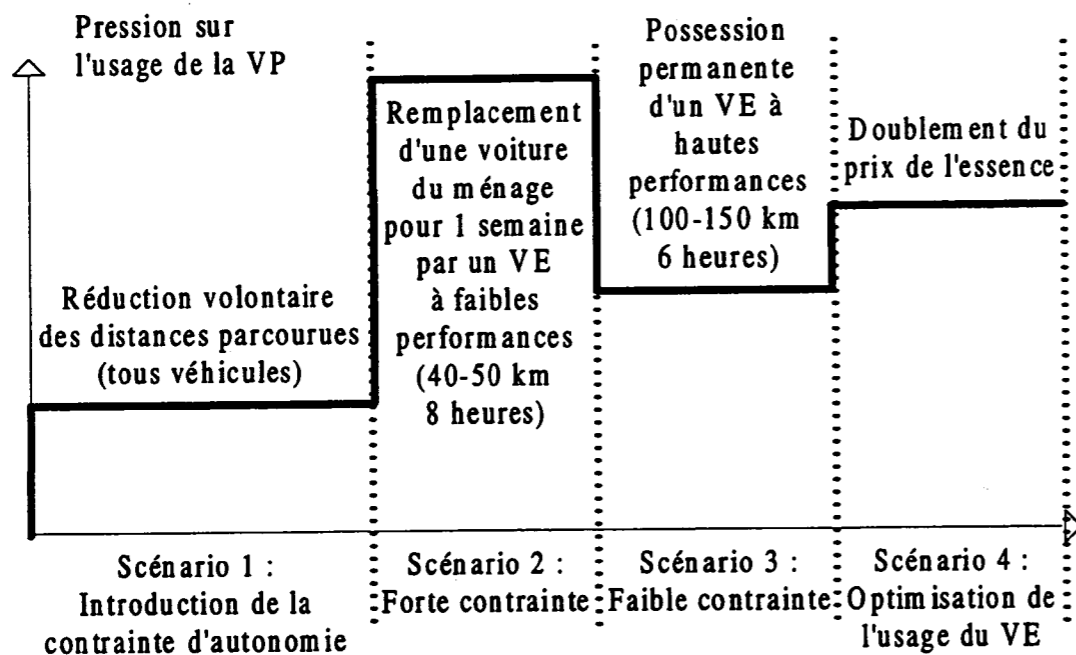 Pression sur
l'usage de la VP
Réduction volontaire
des distances parcourues
(tous véhicules)
Remplacement
d'une voiture
du ménage
pour 1 semaine
par un VE
à faibles
performances
(40-50 km
8 heures)
Possession
permanente
d'un VE à
hautes
performances
(100-150 km
6 heures)
Doublement du
prix de l'essence
Scénario 1 :
Introduction de la
contrainte d'autonomie
Scénario 2 :
Forte contrainte
Scénario 3 :
Faible contrainte
Scénario 4 :
Optimisation de
l'usage du VE